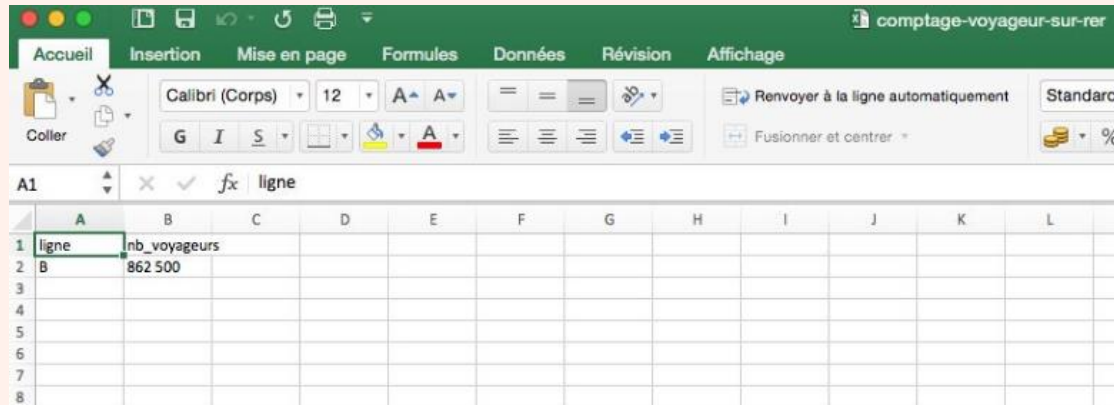 comptage-voyageur-sur-rer
Accueil Insertion Mise en page Formules Données Révision Affichage
Coller Calibri (Corps) 12 A A Renvoyer à la ligne automatiquement Standard
G I S A Fusionner et centrer %
A1 fx ligne
A B C D E F G H I J K L
1 ligne nb_voyageurs
2 B 862 500
3
4
5
6
7
8